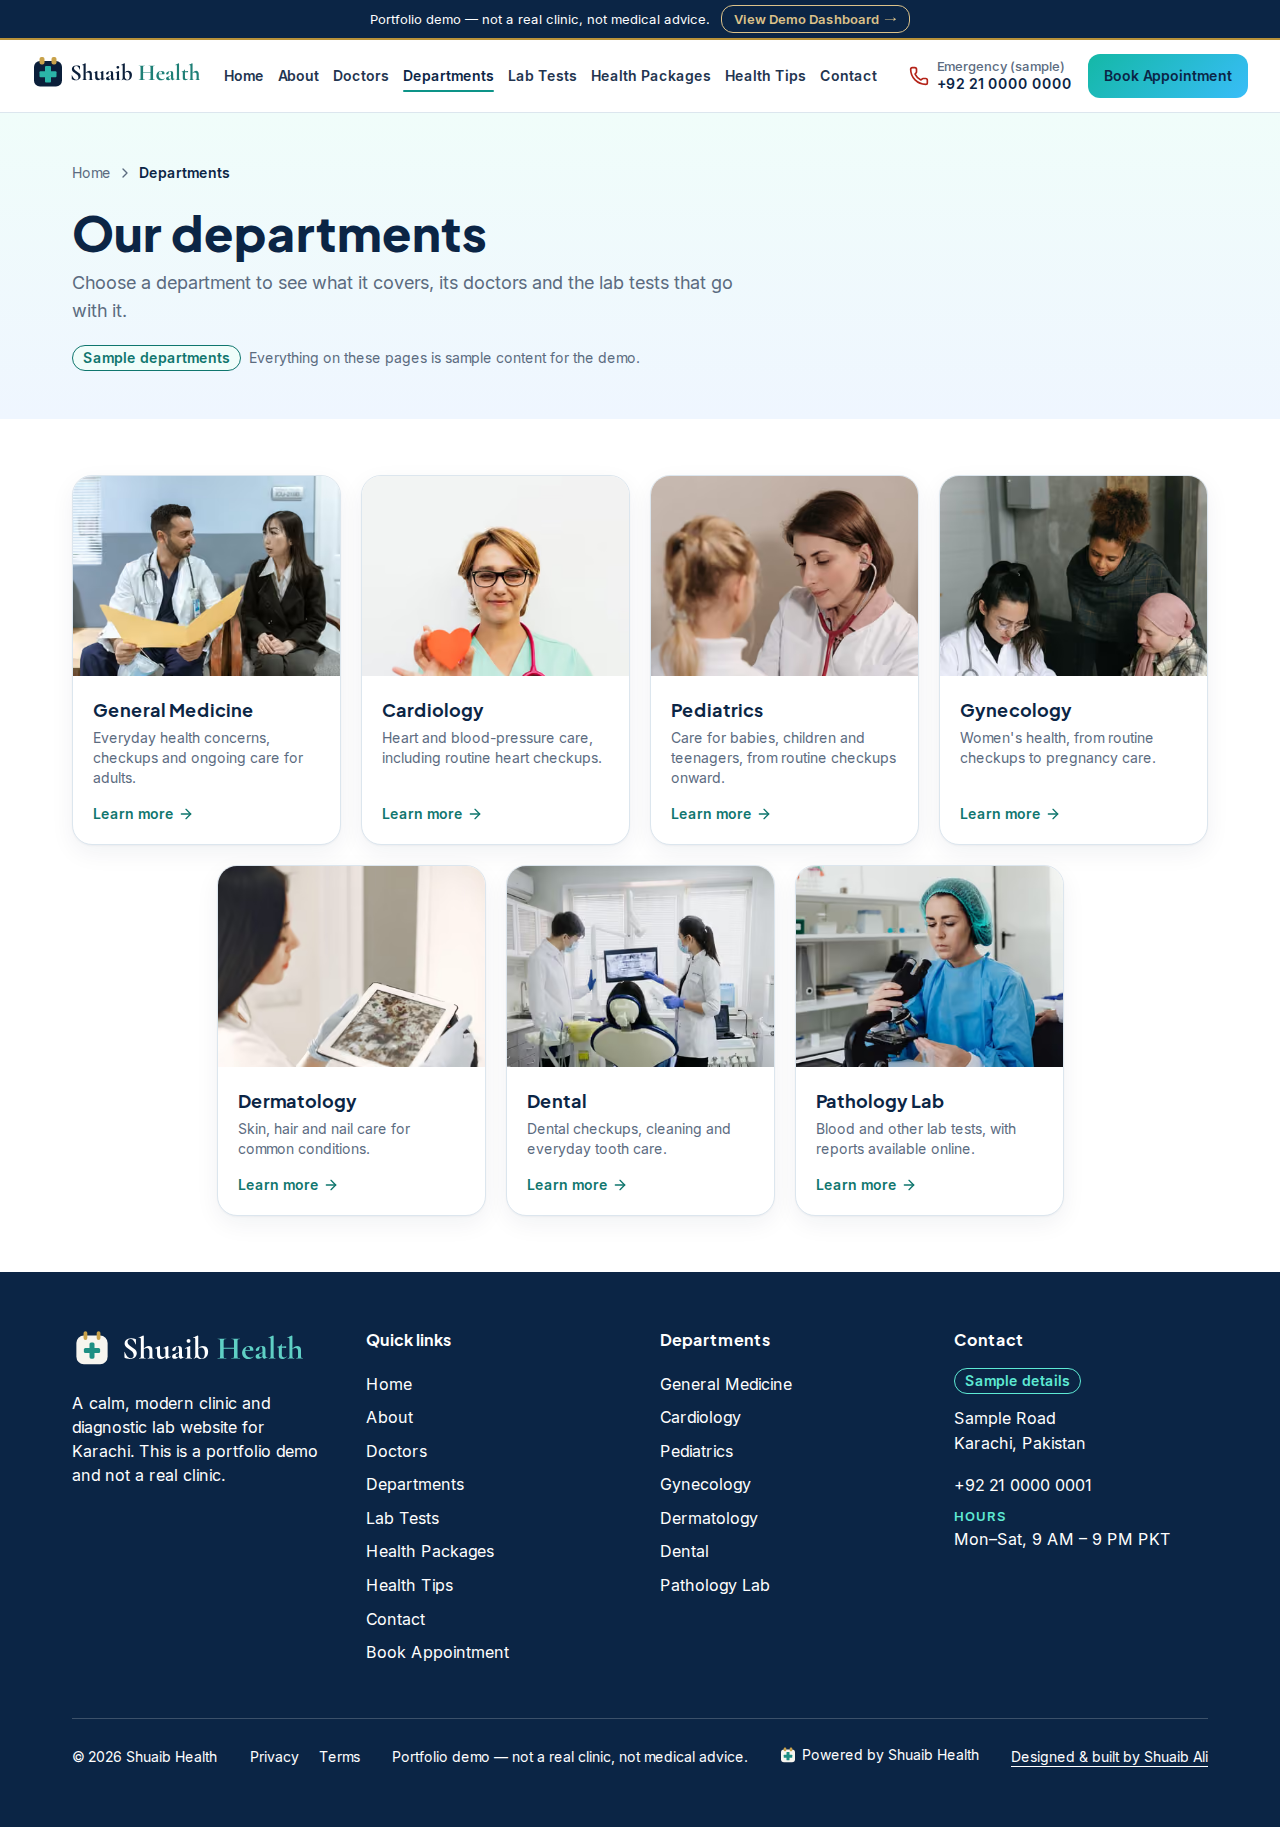 Portfolio demo — not a real clinic, not medical advice. View Demo Dashboard →
Shuaib Health Home About Doctors Departments Lab Tests Health Packages Health Tips Contact
Emergency (sample)
+92 21 0000 0000
Book Appointment
Home > Departments
Our departments
Choose a department to see what it covers, its doctors and the lab tests that go
with it.
Sample departments Everything on these pages is sample content for the demo.
General Medicine
Everyday health concerns,
checkups and ongoing care for
adults.
Learn more →
Cardiology
Heart and blood-pressure care,
including routine heart checkups.
Learn more →
Pediatrics
Care for babies, children and
teenagers, from routine checkups
onward.
Learn more →
Gynecology
Women's health, from routine
checkups to pregnancy care.
Learn more →
Dermatology
Skin, hair and nail care for
common conditions.
Learn more →
Dental
Dental checkups, cleaning and
everyday tooth care.
Learn more →
Pathology Lab
Blood and other lab tests, with
reports available online.
Learn more →
Shuaib Health
A calm, modern clinic and
diagnostic lab website for
Karachi. This is a portfolio demo
and not a real clinic.
Quick links
Home
About
Doctors
Departments
Lab Tests
Health Packages
Health Tips
Contact
Book Appointment
Departments
General Medicine
Cardiology
Pediatrics
Gynecology
Dermatology
Dental
Pathology Lab
Contact
Sample details
Sample Road
Karachi, Pakistan
+92 21 0000 0001
HOURS
Mon–Sat, 9 AM – 9 PM PKT
© 2026 Shuaib Health Privacy Terms Portfolio demo — not a real clinic, not medical advice. Powered by Shuaib Health Designed & built by Shuaib Ali